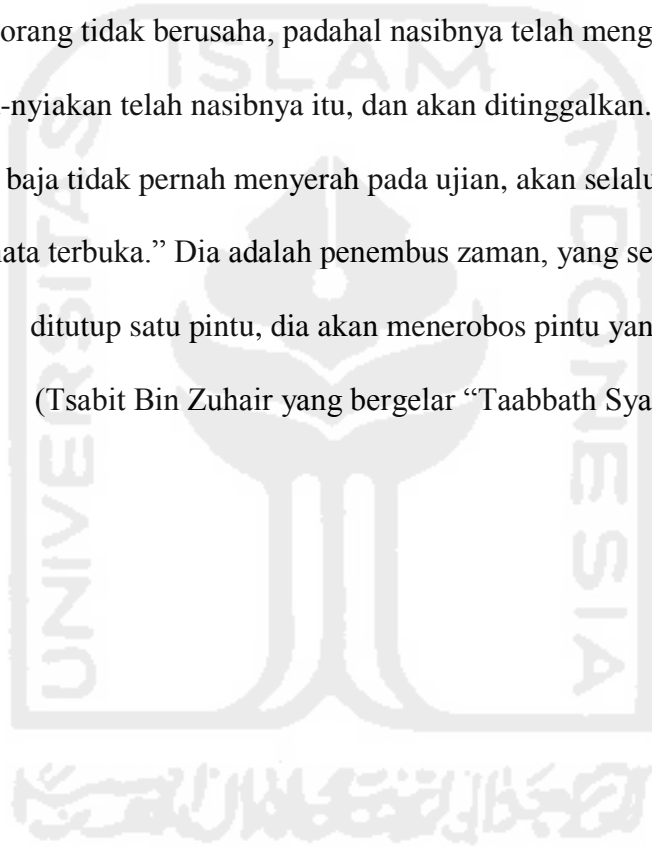 orang tidak berusaha, padahal nasibnya telah meng
-nyiakan telah nasibnya itu, dan akan ditinggalkan.
baja tidak pernah menyerah pada ujian, akan selalu
ata terbuka.” Dia adalah penembus zaman, yang se
ditutup satu pintu, dia akan menerobos pintu yan
(Tsabit Bin Zuhair yang bergelar “Taabbath Sya
ISLAM
UNIVERSITAS
INDONESIA